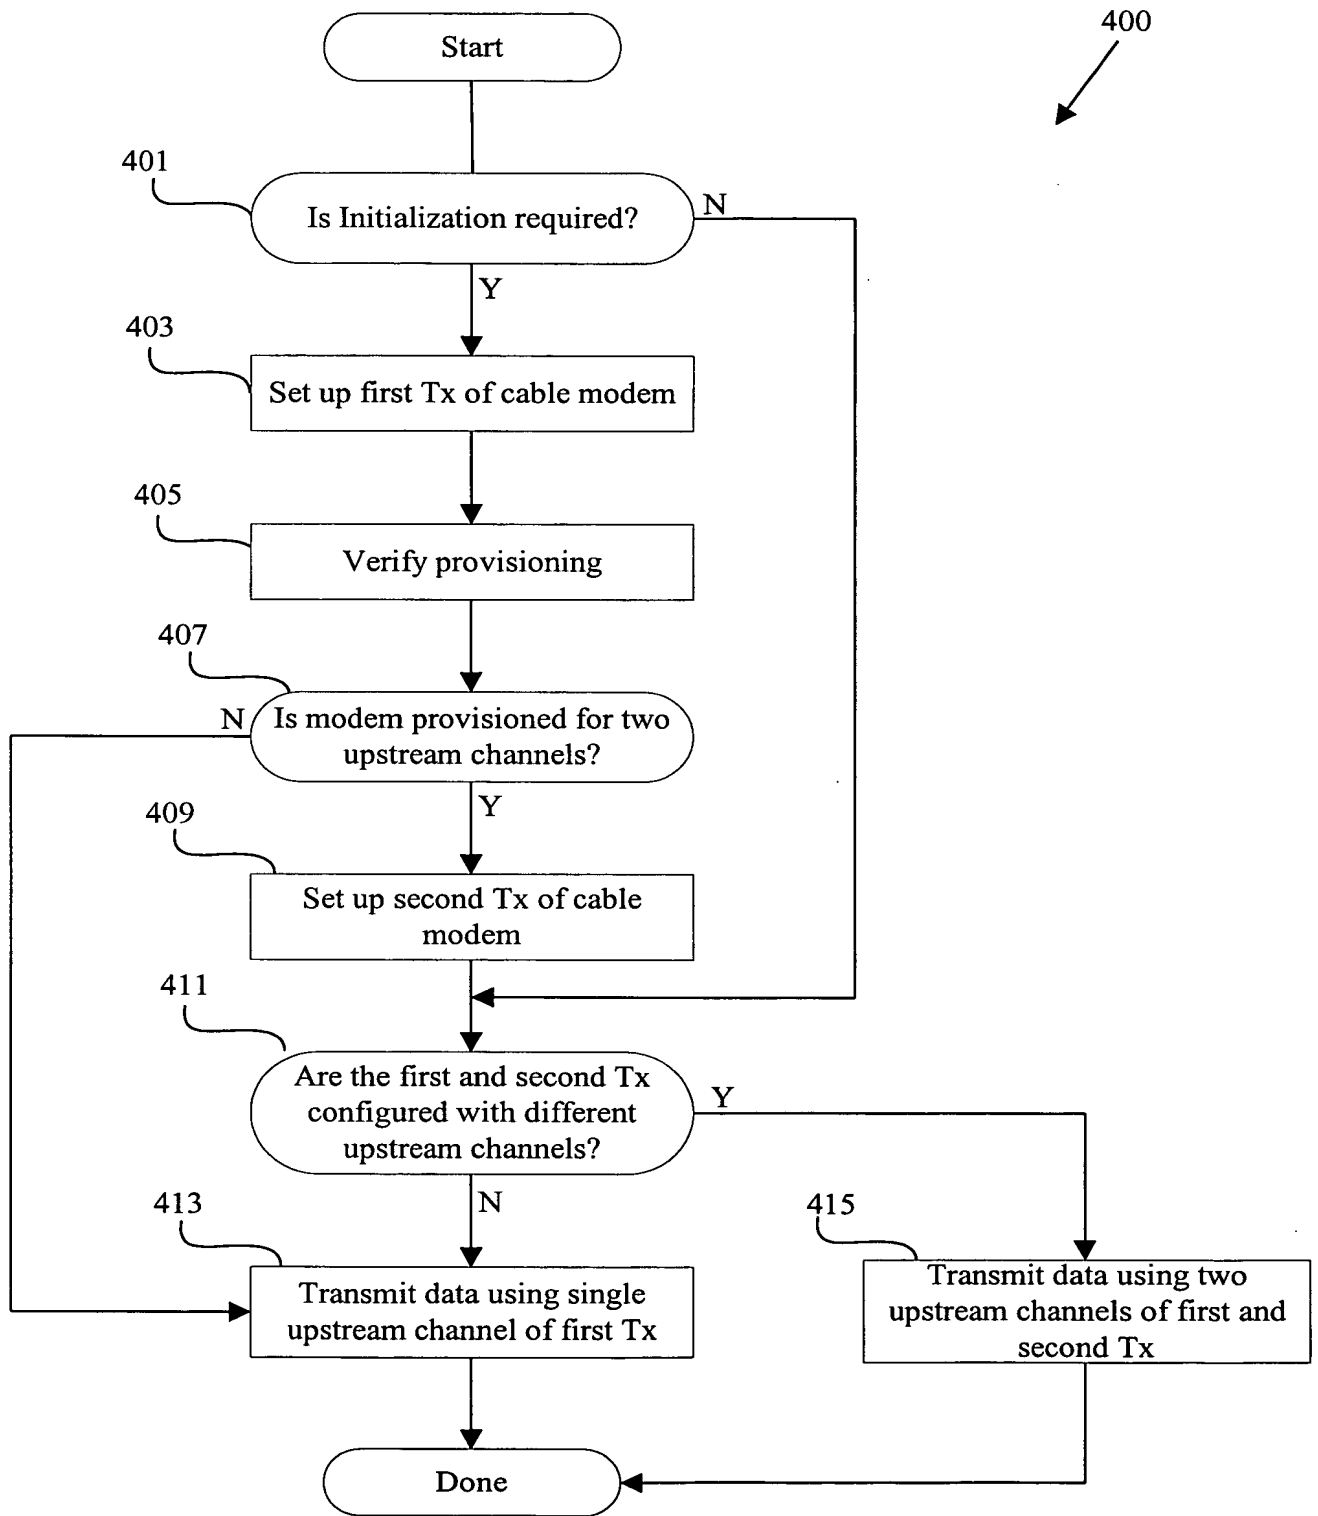 Start
400
401
Is Initialization required?
N
Y
403
Set up first Tx of cable modem
405
Verify provisioning
407
N
Is modem provisioned for two
upstream channels?
Y
409
Set up second Tx of cable
modem
411
Are the first and second Tx
configured with different
upstream channels?
Y
N
413
Transmit data using single
upstream channel of first Tx
415
Transmit data using two
upstream channels of first and
second Tx
Done